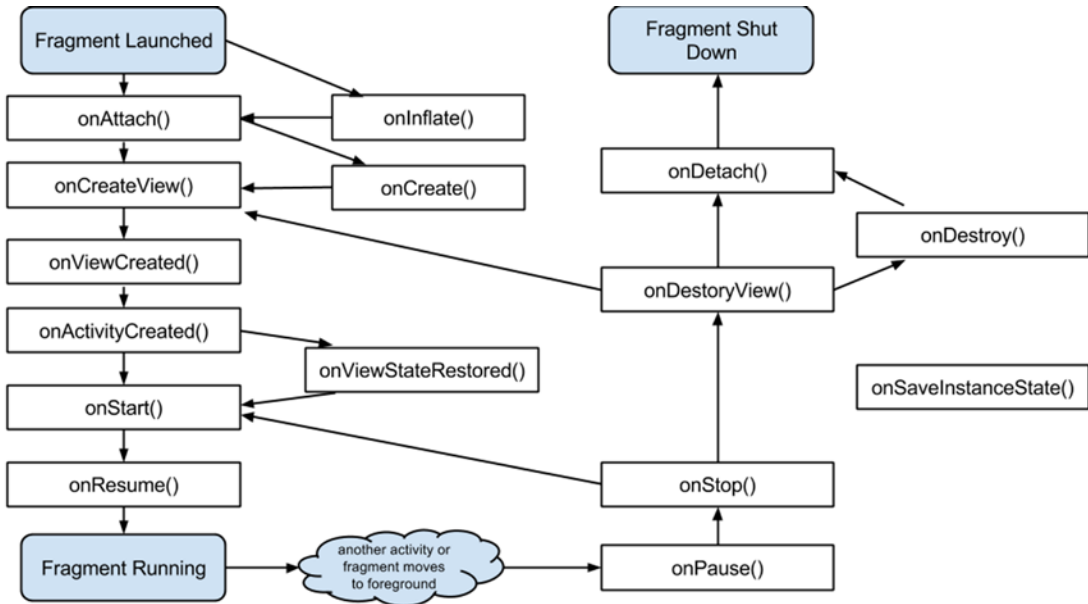 Fragment Launched
onAttach()
onInflate()
onCreateView()
onCreate()
onViewCreated()
onActivityCreated()
onViewStateRestored()
onStart()
onResume()
Fragment Running
another activity or
fragment moves
to foreground
Fragment Shut
Down
onDetach()
onDestroy()
onDestoryView()
onSaveInstanceState()
onStop()
onPause()